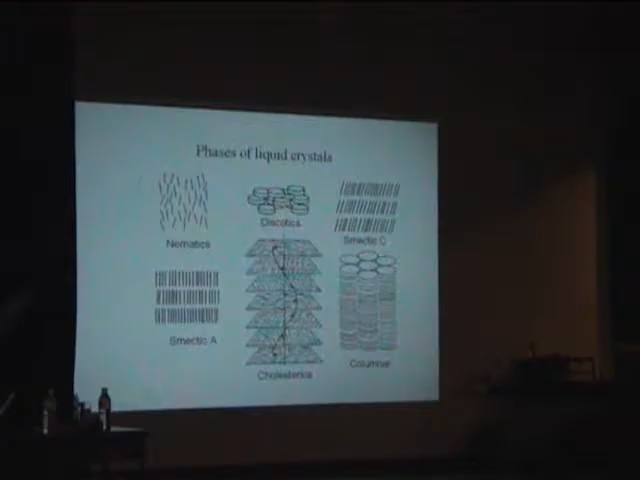 Phases of liquid crystals
Nematics
Discotics
Smectic C
Smectic A
Cholesterics
Columnar